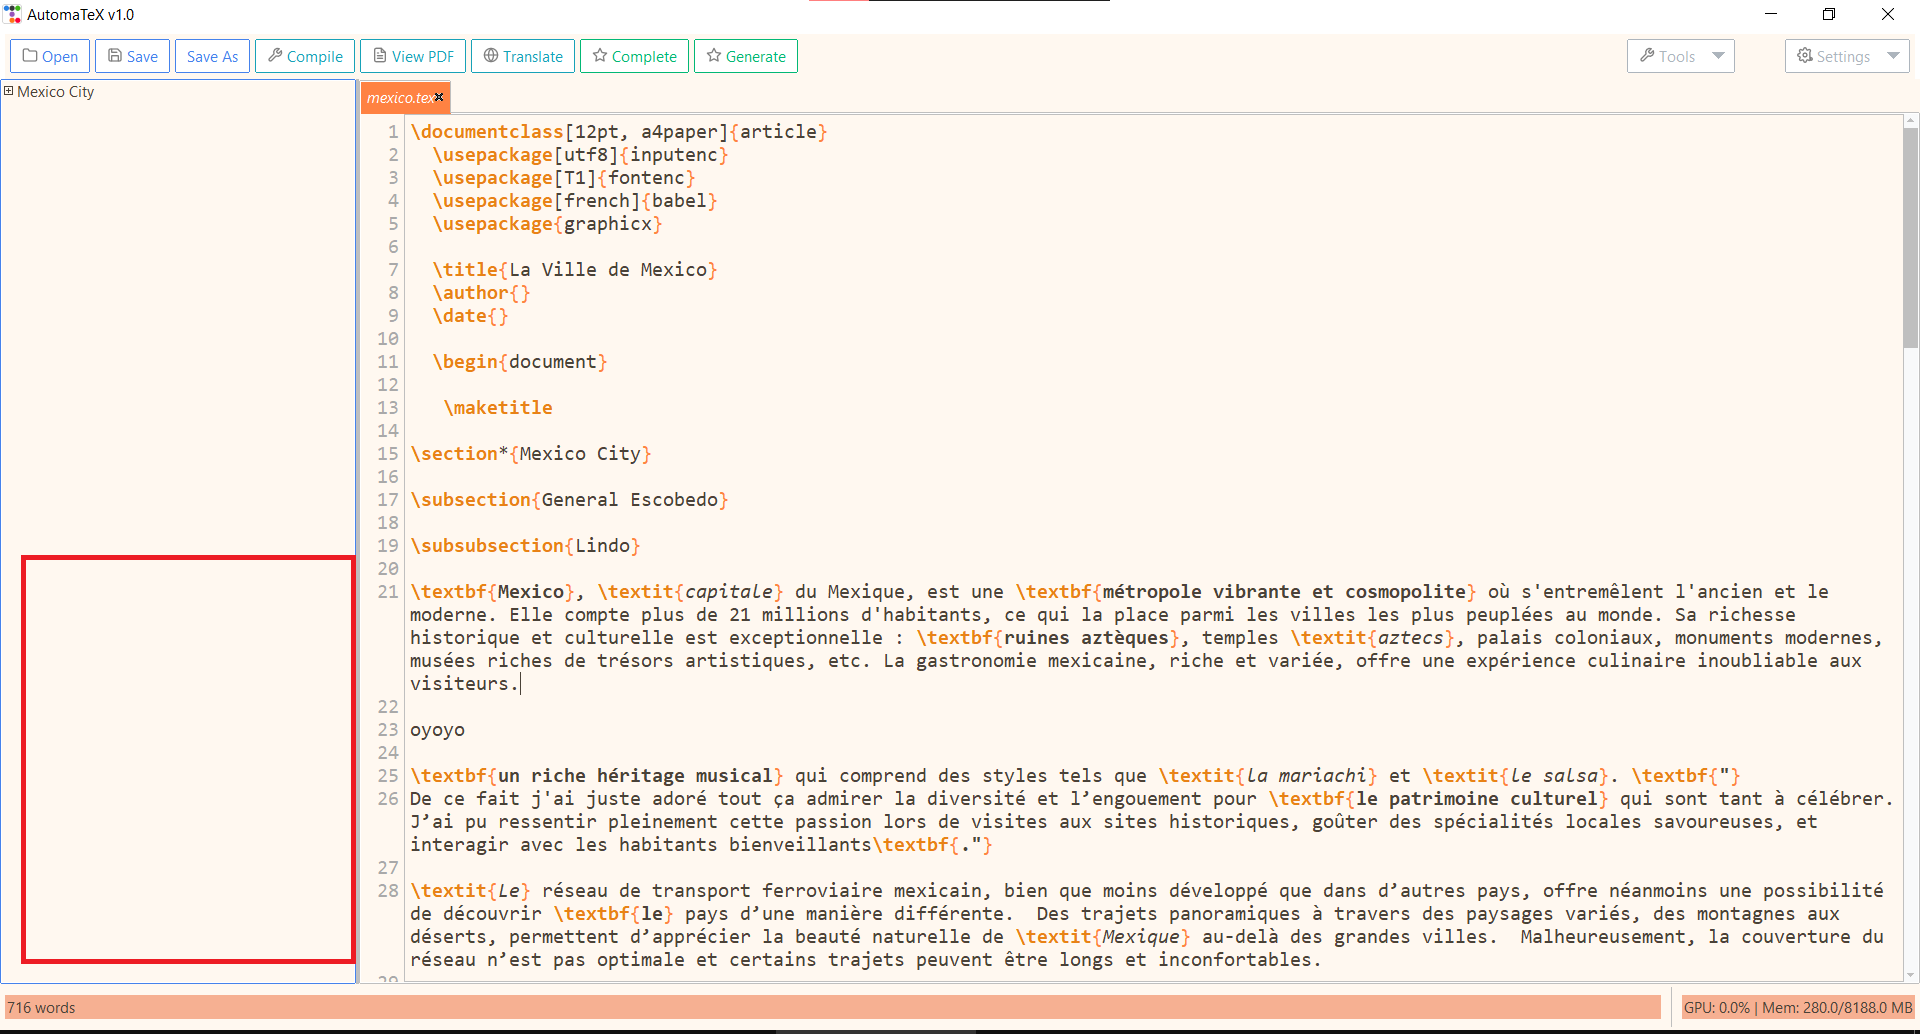 AutomaTeX v1.0
Open Save Save As Compile View PDF Translate Complete Generate Tools Settings
Mexico City
mexico.tex
1 \documentclass[12pt, a4paper]{article}
2 \usepackage[utf8]{inputenc}
3 \usepackage[T1]{fontenc}
4 \usepackage[french]{babel}
5 \usepackage{graphicx}
6
7 \title{La Ville de Mexico}
8 \author{}
9 \date{}
10
11 \begin{document}
12
13 \maketitle
14
15 \section*{Mexico City}
16
17 \subsection{General Escobedo}
18
19 \subsubsection{Lindo}
20
21 \textbf{Mexico}, \textit{capitale} du Mexique, est une \textbf{métropole vibrante et cosmopolite} où s'entremêlent l'ancien et le
moderne. Elle compte plus de 21 millions d'habitants, ce qui la place parmi les villes les plus peuplées au monde. Sa richesse
historique et culturelle est exceptionnelle : \textbf{ruines aztèques}, temples \textit{aztecs}, palais coloniaux, monuments modernes,
musées riches de trésors artistiques, etc. La gastronomie mexicaine, riche et variée, offre une expérience culinaire inoubliable aux
visiteurs.
22
23 oyoyo
24
25 \textbf{un riche héritage musical} qui comprend des styles tels que \textit{la mariachi} et \textit{le salsa}. \textbf{"}
26 De ce fait j'ai juste adoré tout ça admirer la diversité et l’engouement pour \textbf{le patrimoine culturel} qui sont tant à célébrer.
J’ai pu ressentir pleinement cette passion lors de visites aux sites historiques, goûter des spécialités locales savoureuses, et
interagir avec les habitants bienveillants\textbf{."}
27
28 \textit{Le} réseau de transport ferroviaire mexicain, bien que moins développé que dans d’autres pays, offre néanmoins une possibilité
de découvrir \textbf{le} pays d’une manière différente.  Des trajets panoramiques à travers des paysages variés, des montagnes aux
déserts, permettent d’apprécier la beauté naturelle de \textit{Mexique} au-delà des grandes villes.  Malheureusement, la couverture du
réseau n’est pas optimale et certains trajets peuvent être longs et inconfortables.
716 words
GPU: 0.0% | Mem: 280.0/8188.0 MB